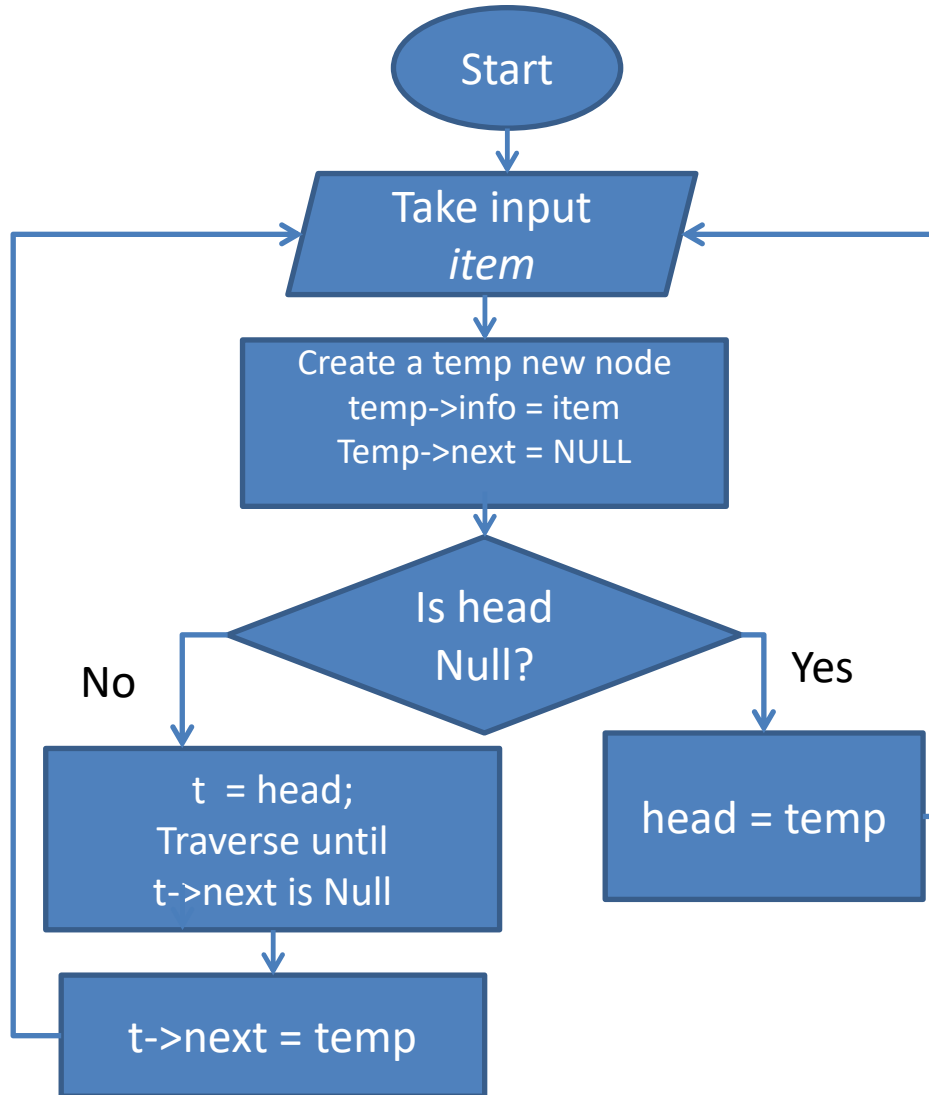 Start
Take input
item
Create a temp new node
temp->info = item
Temp->next = NULL
Is head
Null?
No
Yes
t = head;
Traverse until
t->next is Null
head = temp
t->next = temp